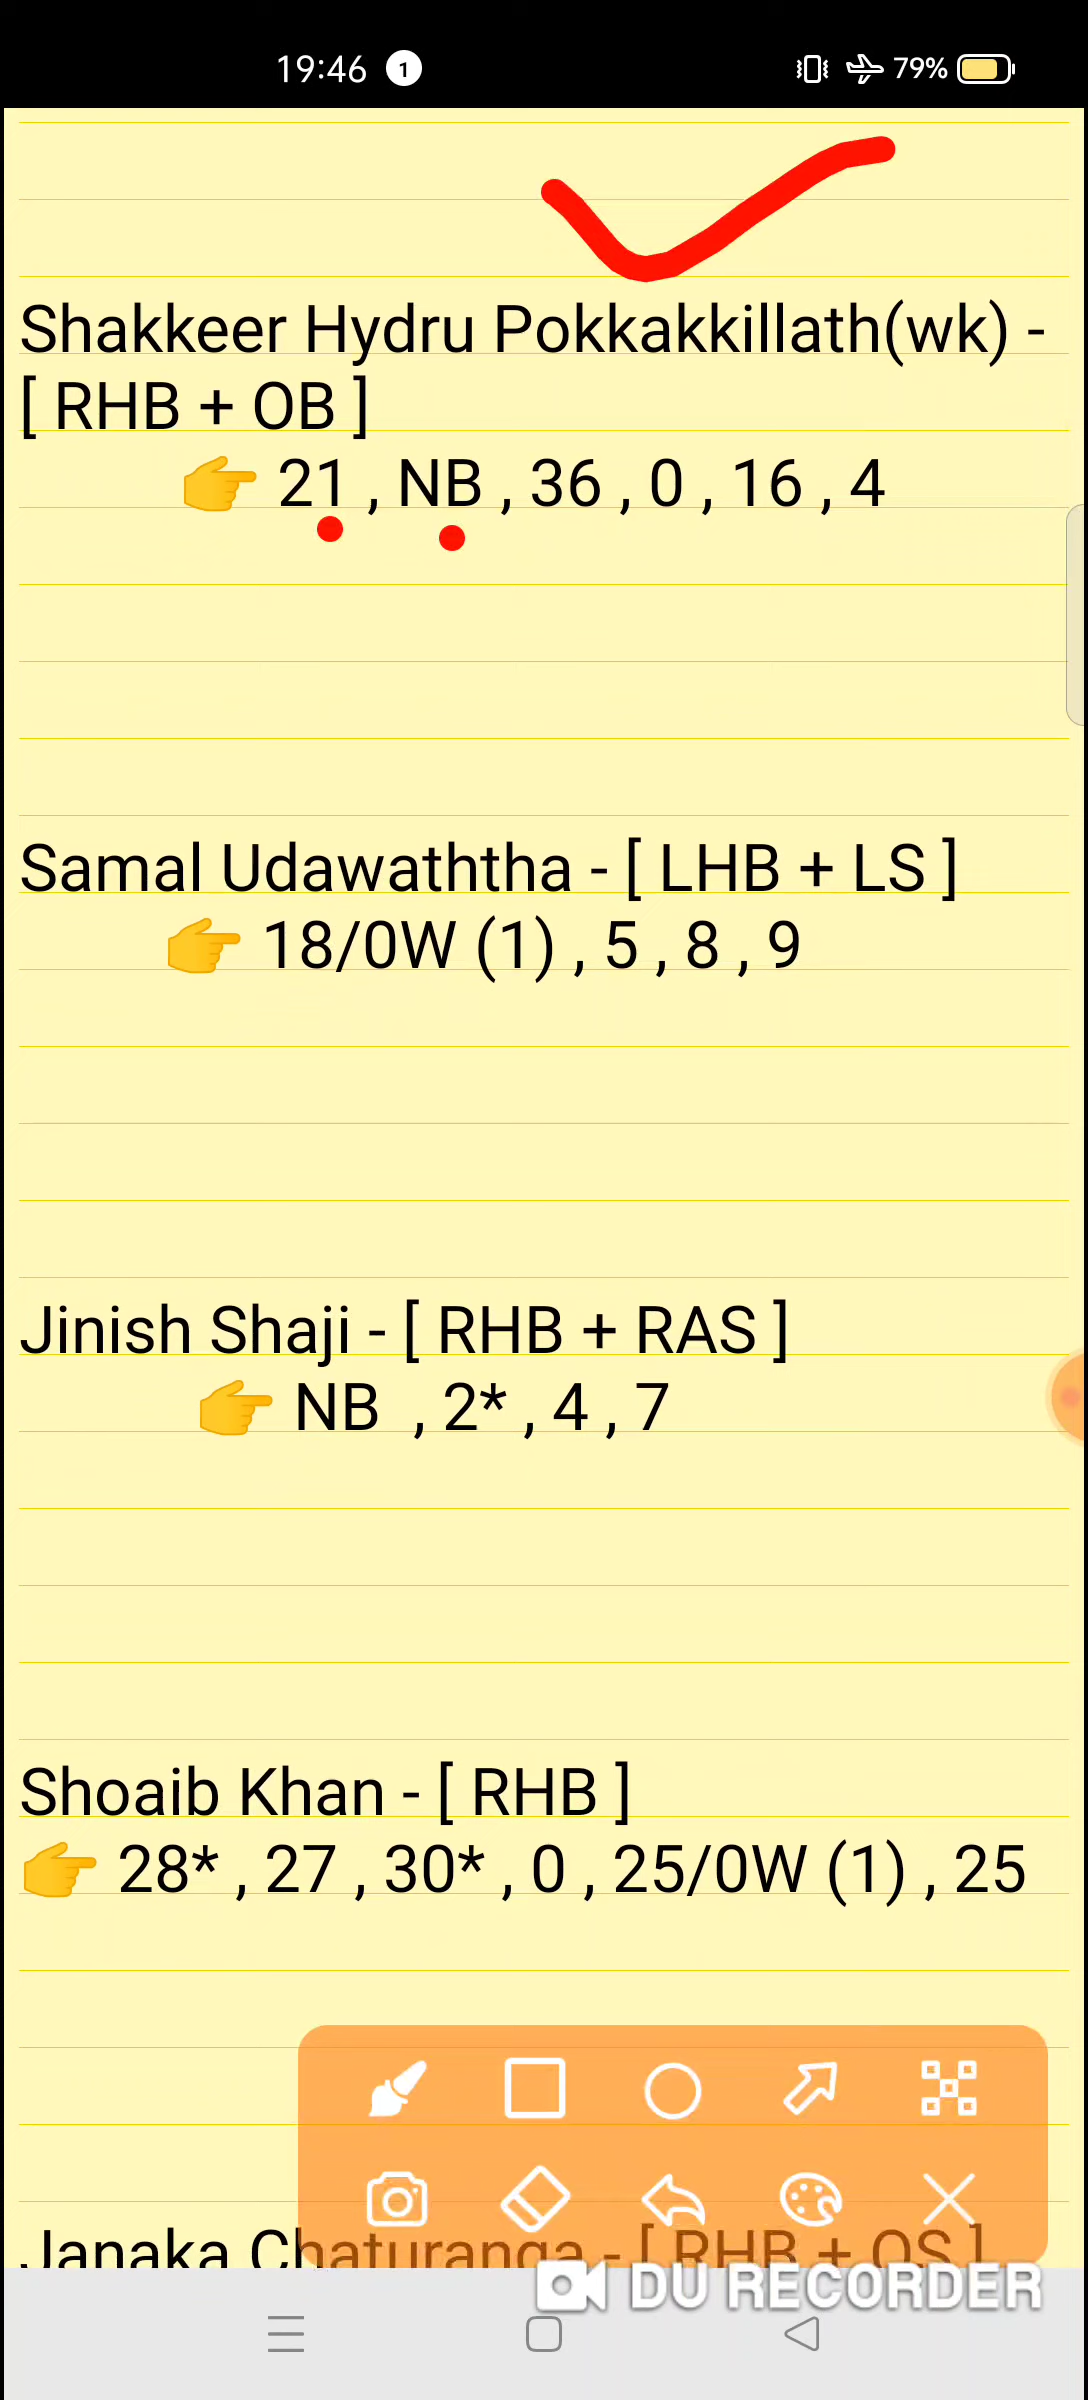 19:46 1 79%
Shakkeer Hydru Pokkakkillath(wk) -
[ RHB + OB ]
👉 21 , NB , 36 , 0 , 16 , 4
Samal Udawaththa - [ LHB + LS ]
👉 18/0W (1) , 5 , 8 , 9
Jinish Shaji - [ RHB + RAS ]
👉 NB , 2* , 4 , 7
Shoaib Khan - [ RHB ]
👉 28* , 27 , 30* , 0 , 25/0W (1) , 25
Janaka Chaturanga - [ RHB + OS ]
DU RECORDER